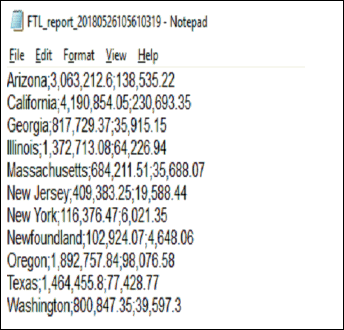 FTL_report_20180526105610319 - Notepad
File Edit Format View Help
Arizona;3,063,212.6;138,535.22
California;4,190,854.05;230,693.35
Georgia;817,729.37;35,915.15
Illinois;1,372,713.08;64,226.94
Massachusetts;684,211.51;35,688.07
New Jersey;409,383.25;19,588.44
New York;116,376.47;6,021.35
Newfoundland;102,924.07;4,648.06
Oregon;1,892,757.84;98,076.58
Texas;1,464,455.8;77,428.77
Washington;800,847.35;39,597.3